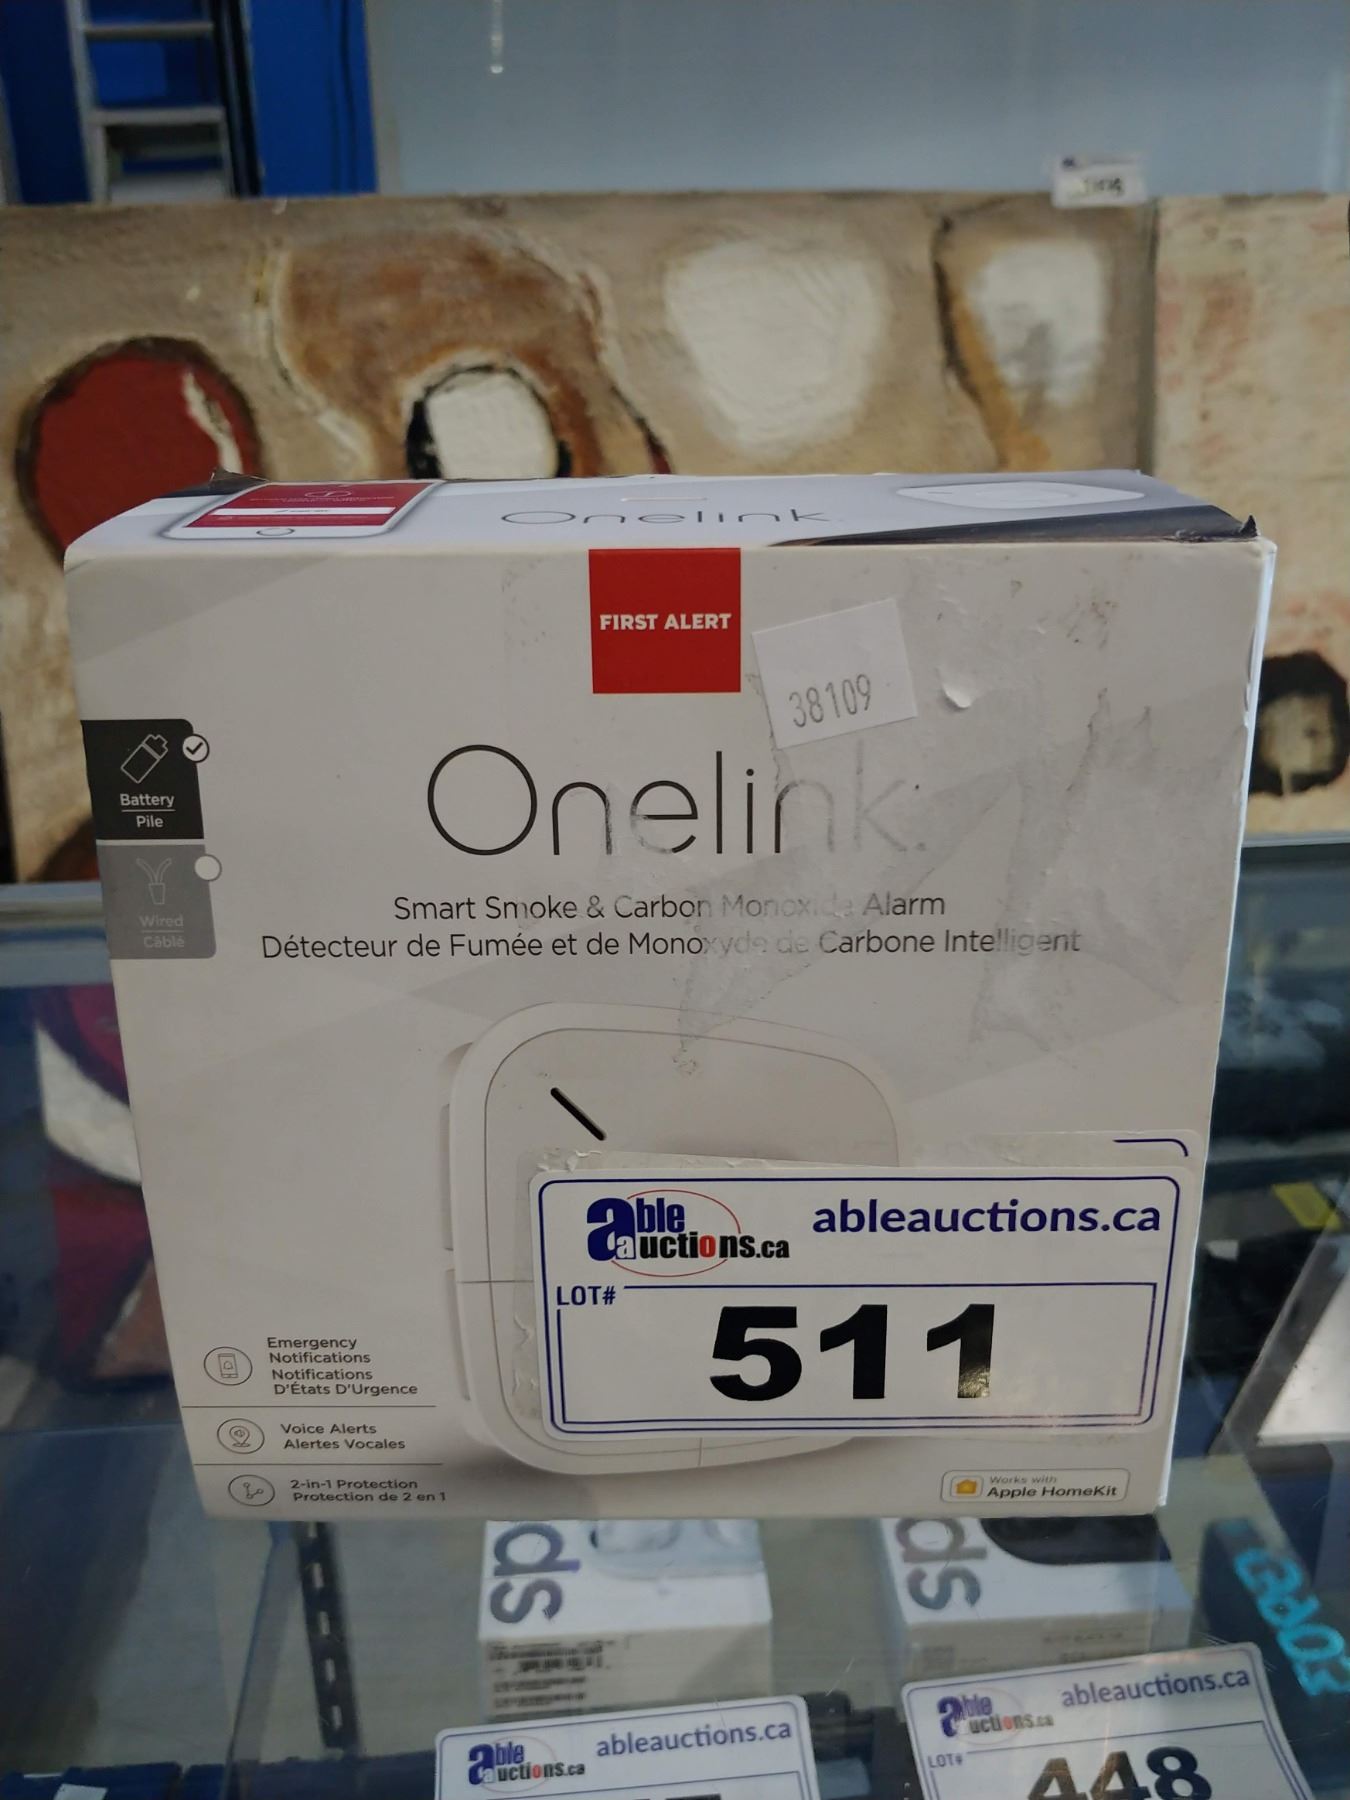 Onelink
FIRST ALERT
38109
Onelink.
Battery
Pile
Wired
Câblé
Smart Smoke & Carbon Monoxide Alarm
Détecteur de Fumée et de Monoxyde de Carbone Intelligent
able auctions.ca
ableauctions.ca
LOT#
511
Emergency
Notifications
Notifications
D'États D'Urgence
Voice Alerts
Alertes Vocales
2-in-1 Protection
Protection de 2 en 1
Works with
Apple HomeKit
able auctions.ca
ableauctions.ca
able auctions.ca
ableauctions.ca
LOT#
448